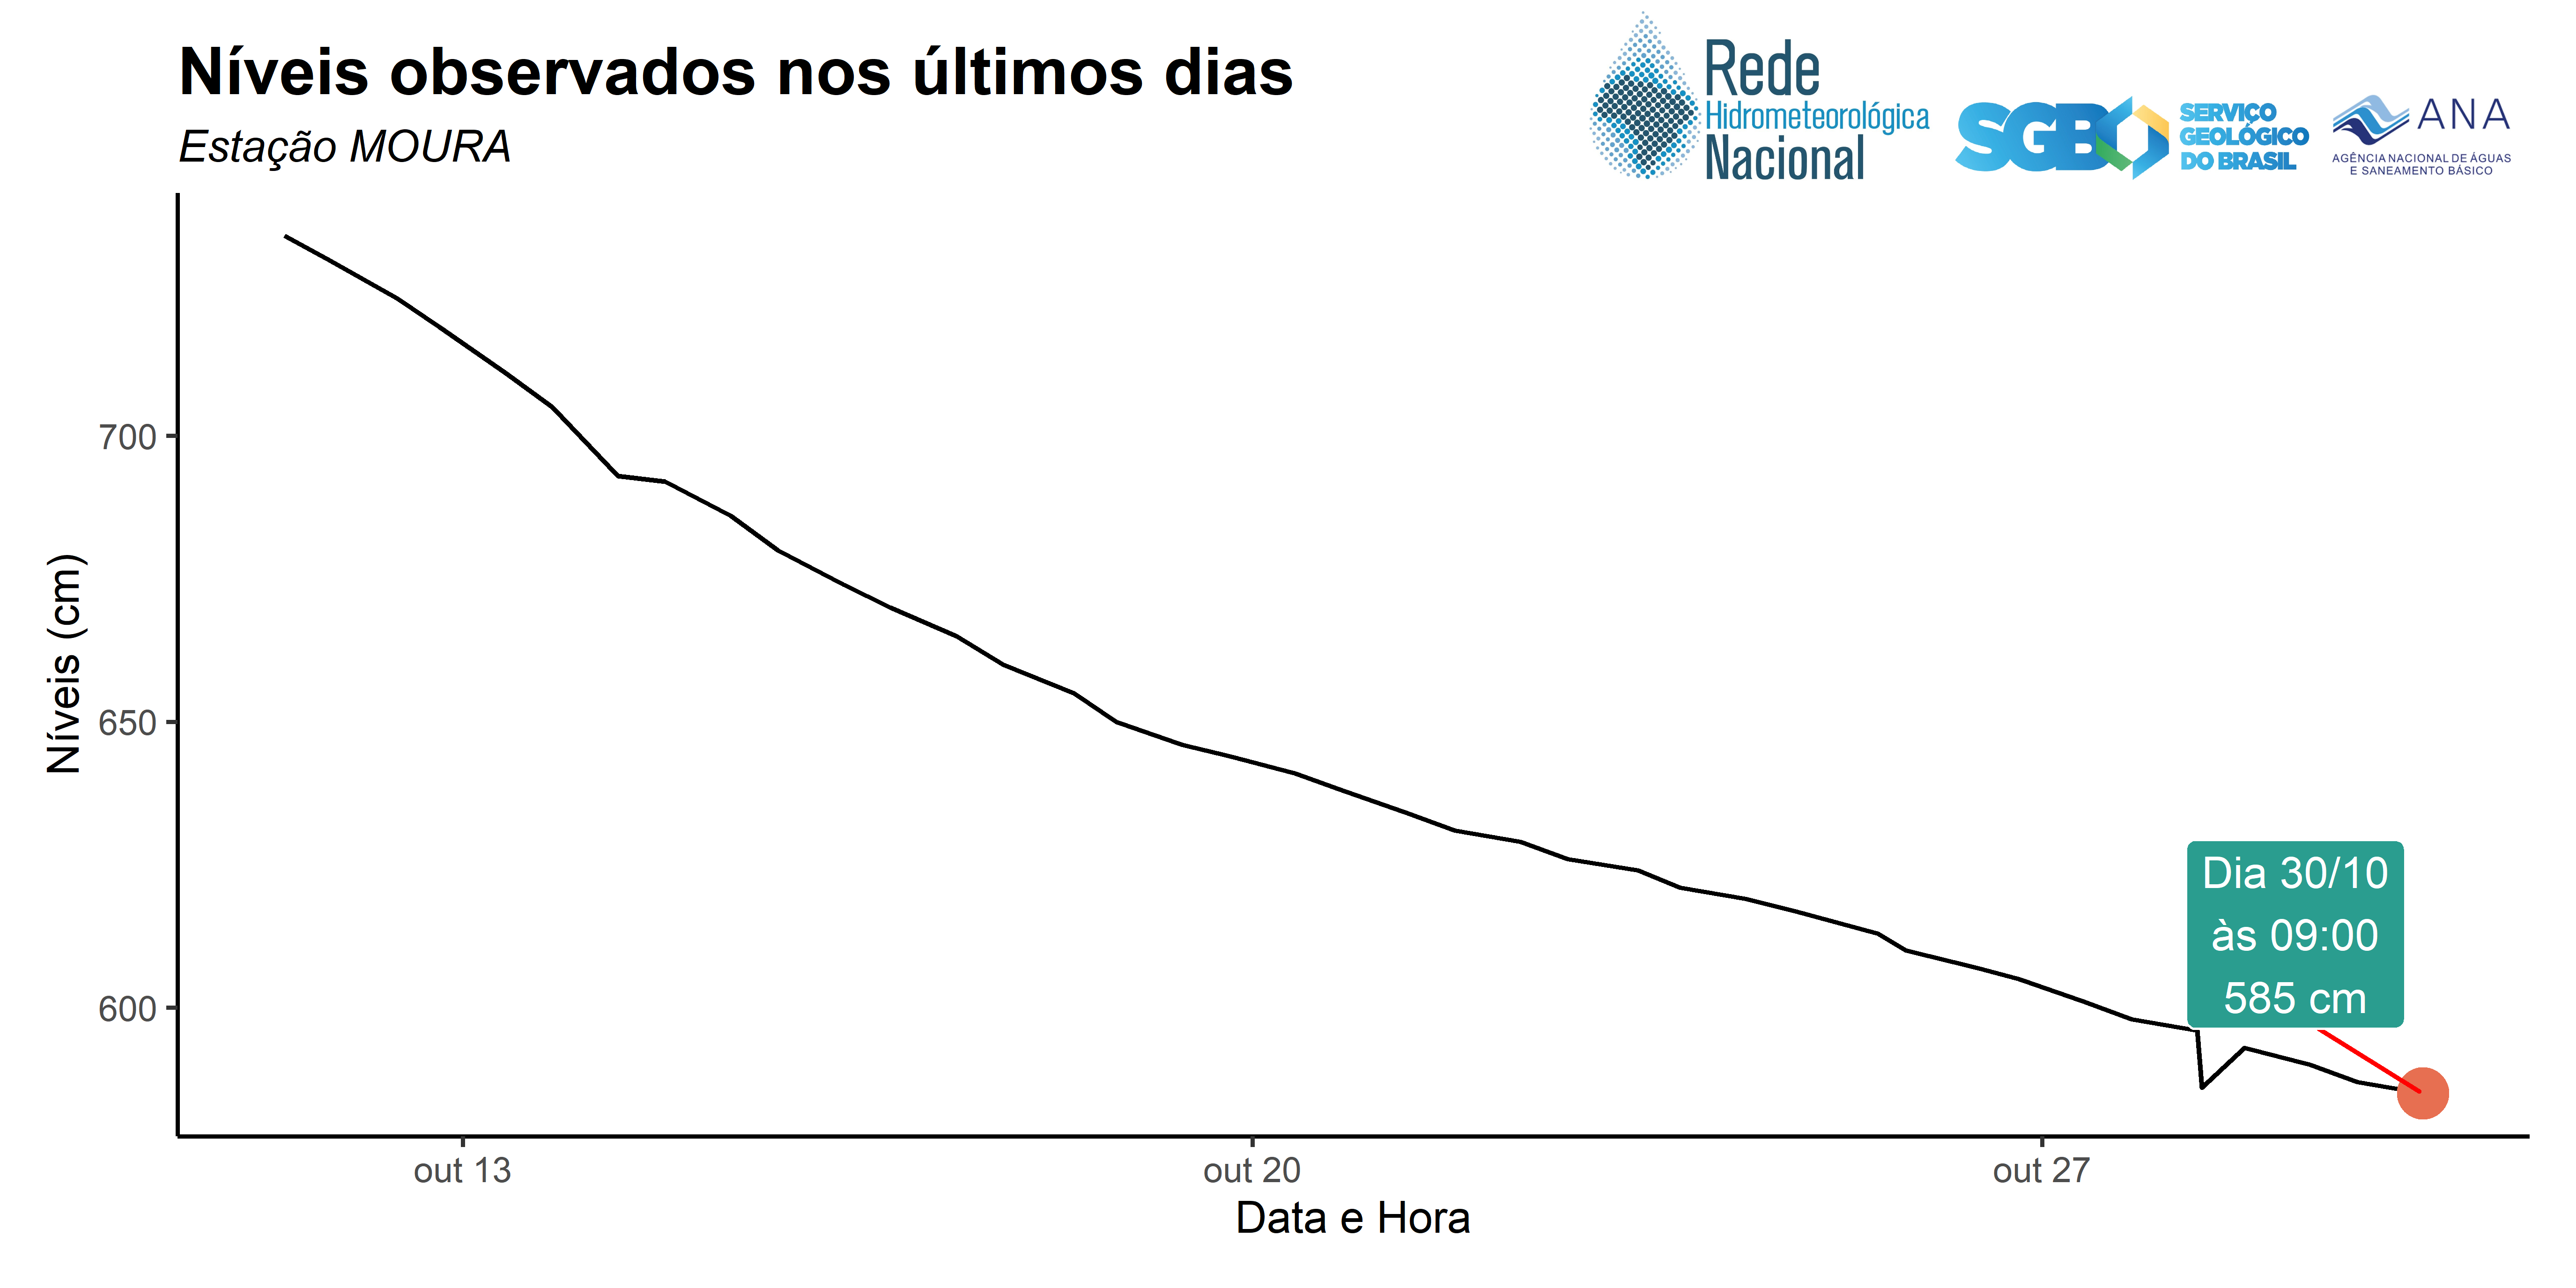 Níveis observados nos últimos dias
Estação MOURA
Rede
Hidrometeorológica
Nacional
SGB
SERVIÇO
GEOLÓGICO
DO BRASIL
ANA
AGÊNCIA NACIONAL DE ÁGUAS
E SANEAMENTO BÁSICO
Níveis (cm)
700
650
600
Dia 30/10
às 09:00
585 cm
out 13
out 20
out 27
Data e Hora